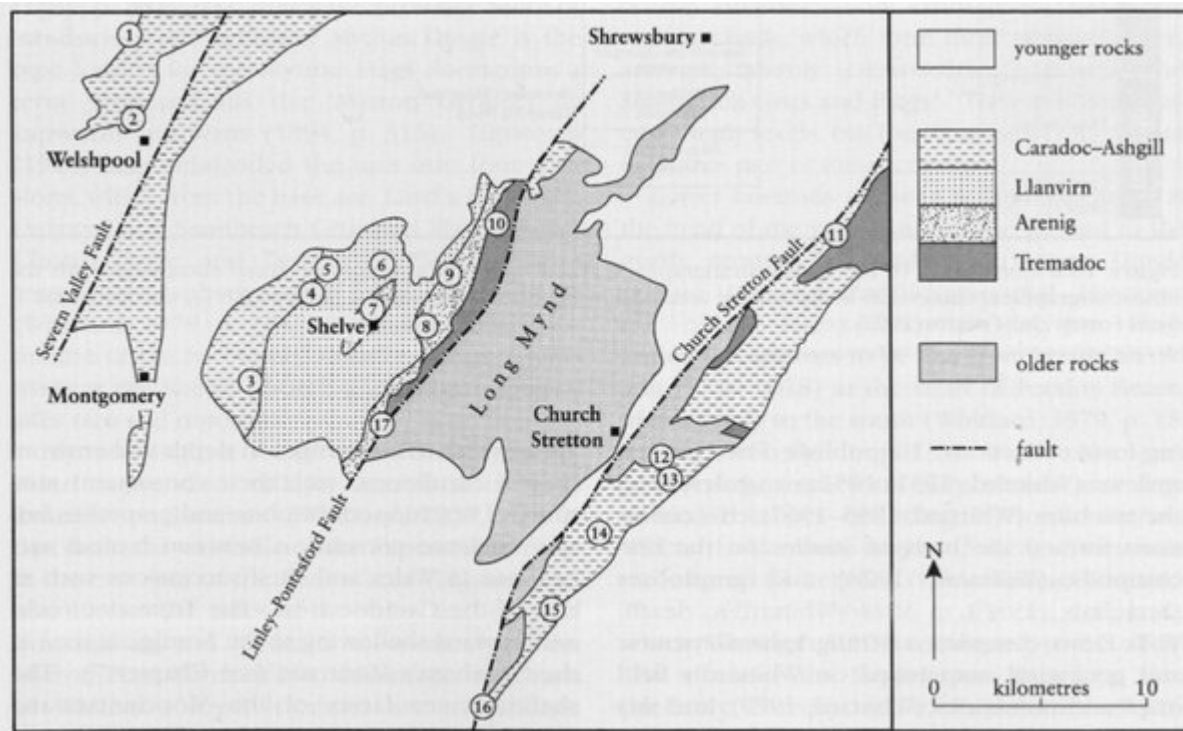 Shrewsbury
Welshpool
Severn Valley Fault
Montgomery
Shelve
Long Mynd
Church Stretton Fault
Church
Stretton
Linley–Pontesford Fault
1
2
3
4
5
6
7
8
9
10
11
12
13
14
15
16
17
younger rocks
Caradoc–Ashgill
Llanvirn
Arenig
Tremadoc
older rocks
fault
N
0 kilometres 10